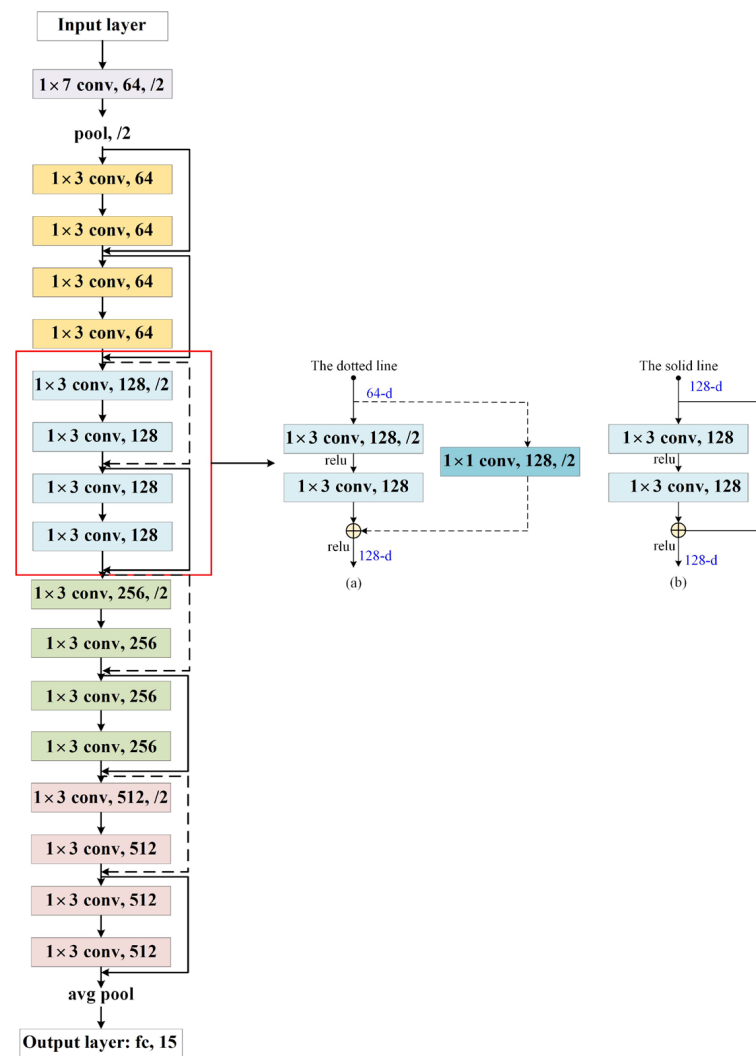 Input layer
1×7 conv, 64, /2
pool, /2
1×3 conv, 64
1×3 conv, 64
1×3 conv, 64
1×3 conv, 64
1×3 conv, 128, /2
1×3 conv, 128
1×3 conv, 128
1×3 conv, 128
1×3 conv, 256, /2
1×3 conv, 256
1×3 conv, 256
1×3 conv, 256
1×3 conv, 512, /2
1×3 conv, 512
1×3 conv, 512
1×3 conv, 512
avg pool
Output layer: fc, 15
The dotted line
64-d
1×3 conv, 128, /2
relu
1×3 conv, 128
1×1 conv, 128, /2
relu
128-d
(a)
The solid line
128-d
1×3 conv, 128
relu
1×3 conv, 128
relu
128-d
(b)